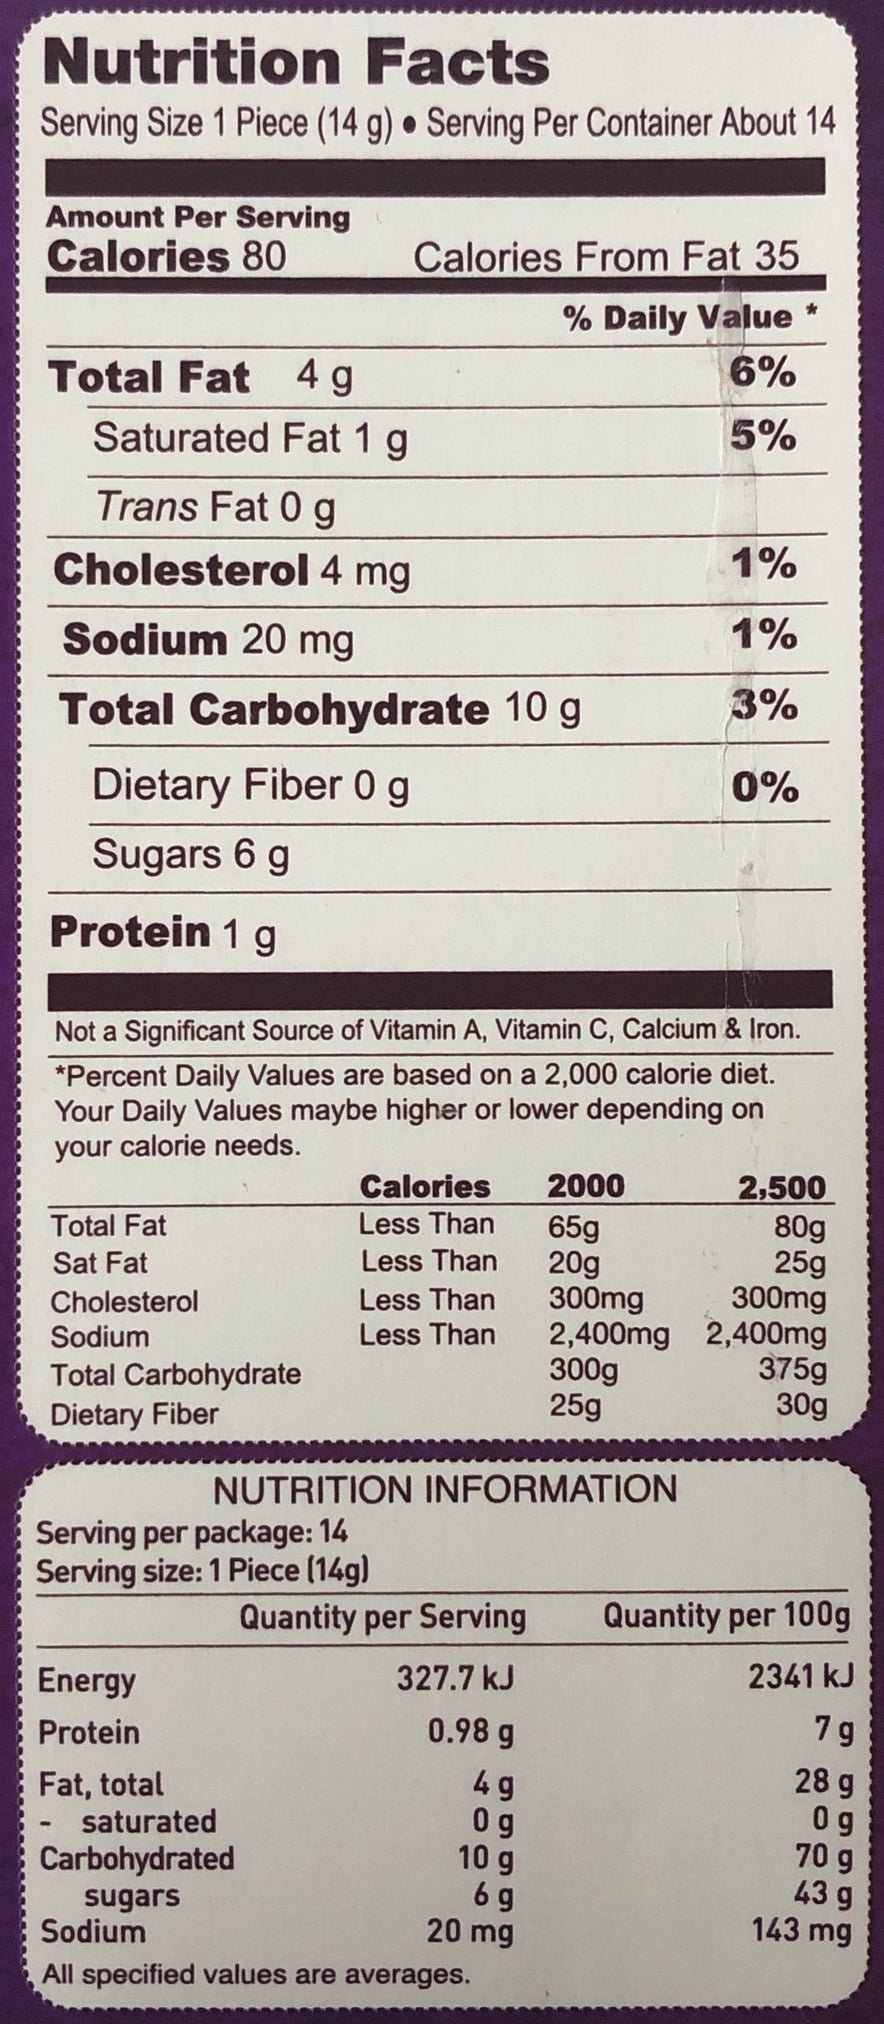 Nutrition Facts
Serving Size 1 Piece (14 g) • Serving Per Container About 14
Amount Per Serving
Calories 80 Calories From Fat 35
% Daily Value *
Total Fat 4 g 6%
Saturated Fat 1 g 5%
Trans Fat 0 g
Cholesterol 4 mg 1%
Sodium 20 mg 1%
Total Carbohydrate 10 g 3%
Dietary Fiber 0 g 0%
Sugars 6 g
Protein 1 g
Not a Significant Source of Vitamin A, Vitamin C, Calcium & Iron.
*Percent Daily Values are based on a 2,000 calorie diet.
Your Daily Values maybe higher or lower depending on
your calorie needs.
Calories 2000 2,500
Total Fat Less Than 65g 80g
Sat Fat Less Than 20g 25g
Cholesterol Less Than 300mg 300mg
Sodium Less Than 2,400mg 2,400mg
Total Carbohydrate 300g 375g
Dietary Fiber 25g 30g
NUTRITION INFORMATION
Serving per package: 14
Serving size: 1 Piece (14g)
Quantity per Serving Quantity per 100g
Energy 327.7 kJ 2341 kJ
Protein 0.98 g 7 g
Fat, total 4 g 28 g
- saturated 0 g 0 g
Carbohydrated 10 g 70 g
sugars 6 g 43 g
Sodium 20 mg 143 mg
All specified values are averages.